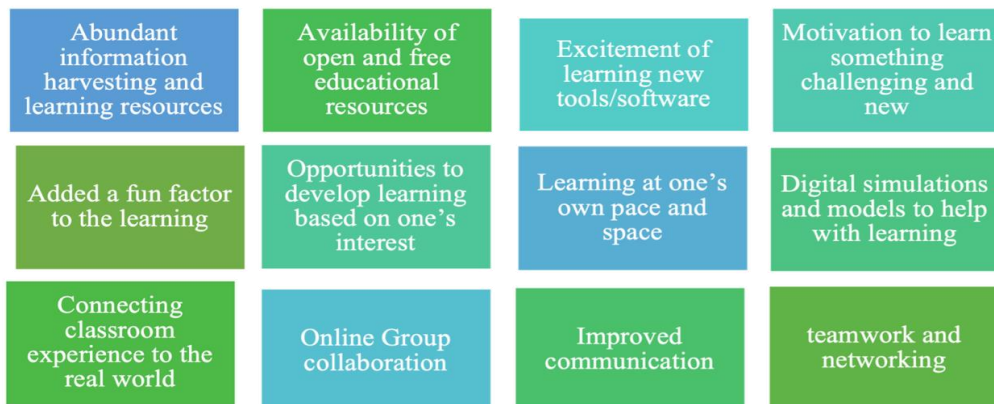 Abundant
information
harvesting and
learning resources
Availability of
open and free
educational
resources
Excitement of
learning new
tools/software
Motivation to learn
something
challenging and
new
Added a fun factor
to the learning
Opportunities to
develop learning
based on one's
interest
Learning at one's
own pace and
space
Digital simulations
and models to help
with learning
Connecting
classroom
experience to the
real world
Online Group
collaboration
Improved
communication
teamwork and
networking